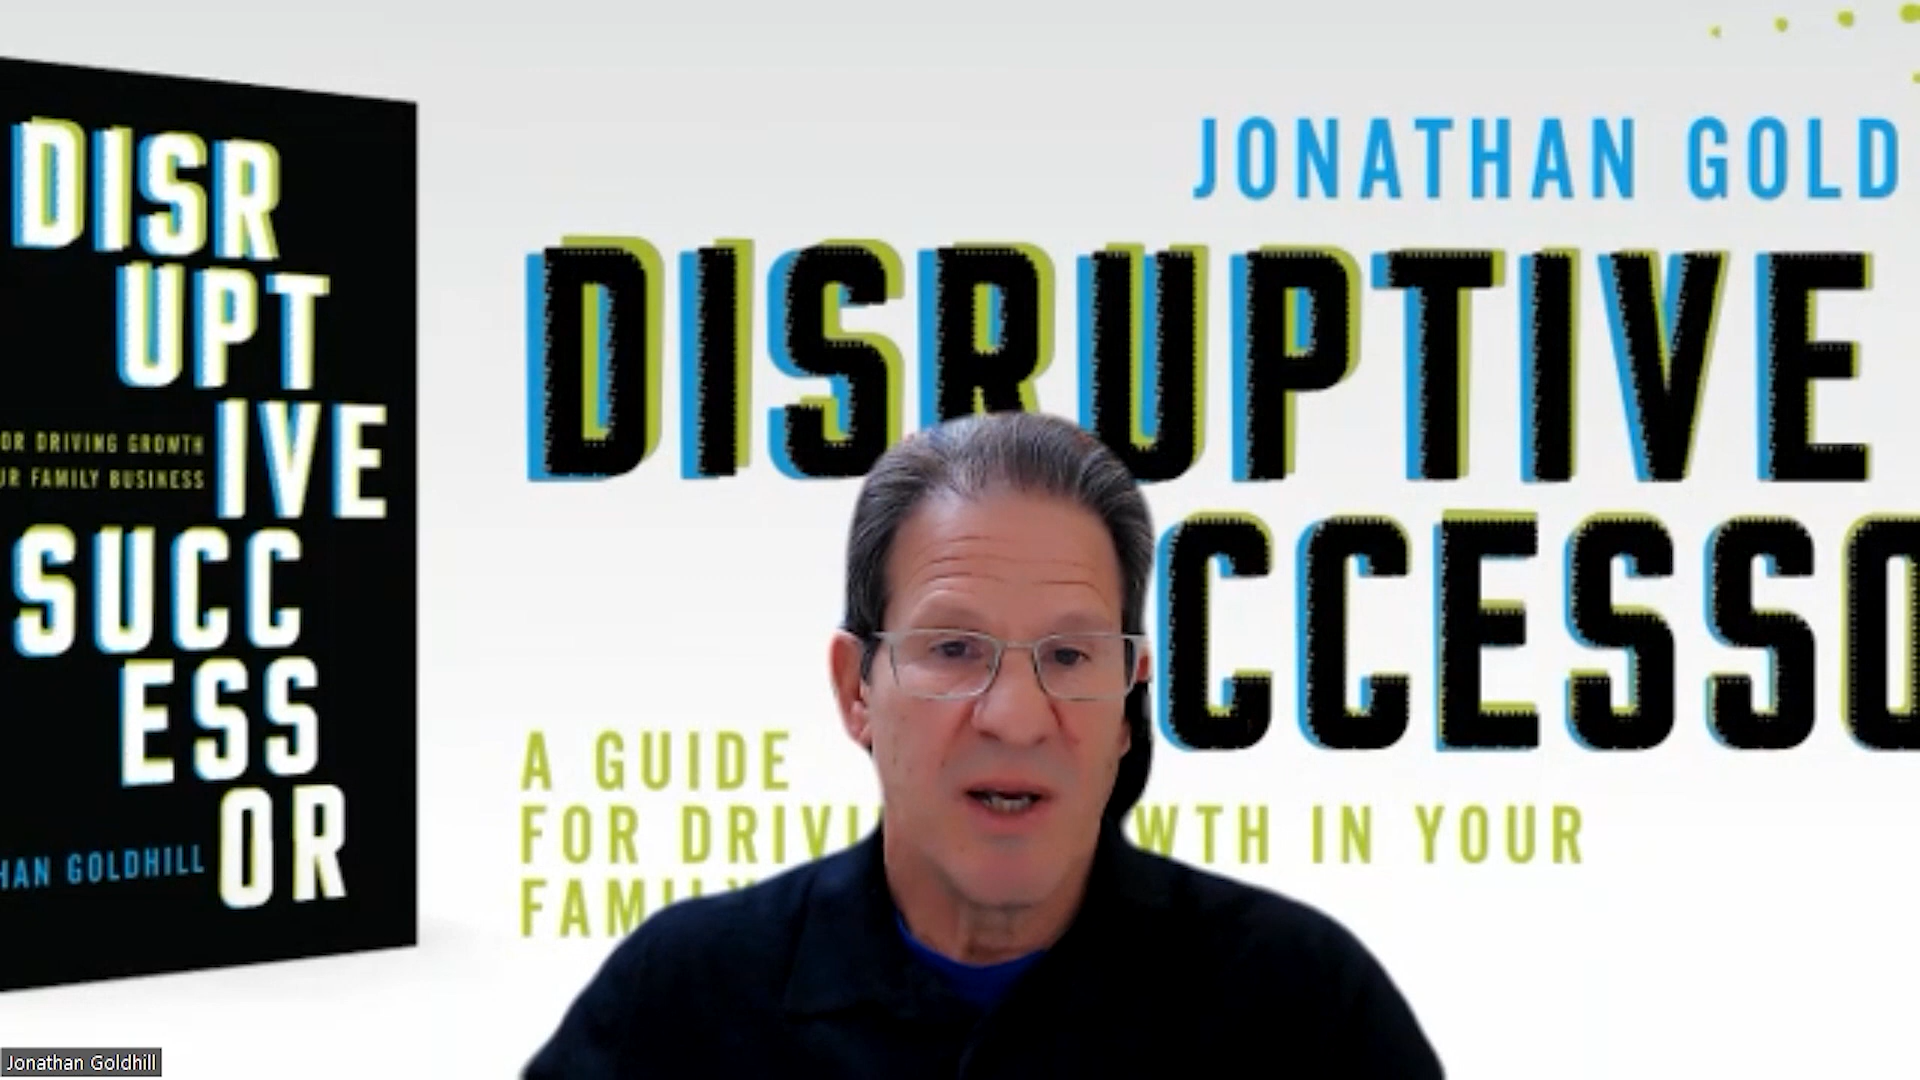 DISR
UPT
IVE
OR DRIVING GROWTH
UR FAMILY BUSINESS
SUCC
ESS
OR
HAN GOLDHILL
JONATHAN GOLD
DISRUPTIVE
CCESSO
A GUIDE
FOR DRIVI WTH IN YOUR
FAMILY
Jonathan Goldhill